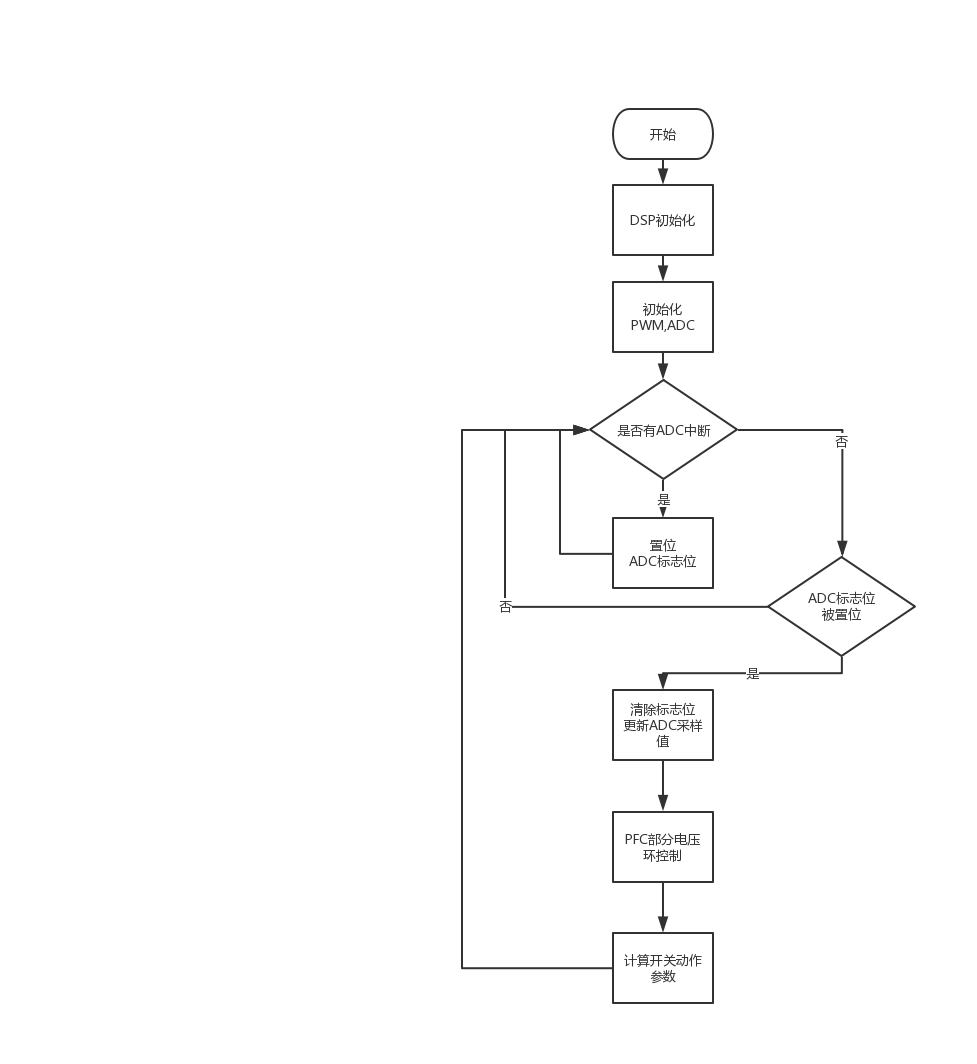 开始
DSP初始化
初始化
PWM,ADC
是否有ADC中断
否
是
置位
ADC标志位
ADC标志位
被置位
否
是
清除标志位
更新ADC采样
值
PFC部分电压
环控制
计算开关动作
参数